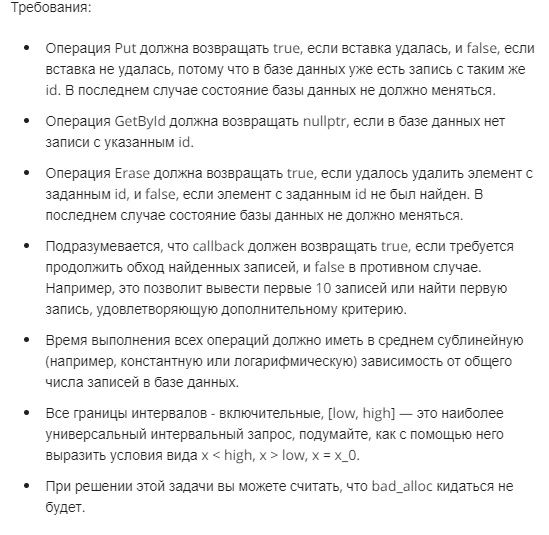 Требования:
Операция Put должна возвращать true, если вставка удалась, и false, если
вставка не удалась, потому что в базе данных уже есть запись с таким же
id. В последнем случае состояние базы данных не должно меняться.
Операция GetById должна возвращать nullptr, если в базе данных нет
записи с указанным id.
Операция Erase должна возвращать true, если удалось удалить элемент с
заданным id, и false, если элемент с заданным id не был найден. В
последнем случае состояние базы данных не должно меняться.
Подразумевается, что callback должен возвращать true, если требуется
продолжить обход найденных записей, и false в противном случае.
Например, это позволит вывести первые 10 записей или найти первую
запись, удовлетворяющую дополнительному критерию.
Время выполнения всех операций должно иметь в среднем сублинейную
(например, константную или логарифмическую) зависимость от общего
числа записей в базе данных.
Все границы интервалов - включительные, [low, high] — это наиболее
универсальный интервальный запрос, подумайте, как с помощью него
выразить условия вида x < high, x > low, x = x_0.
При решении этой задачи вы можете считать, что bad_alloc кидаться не
будет.